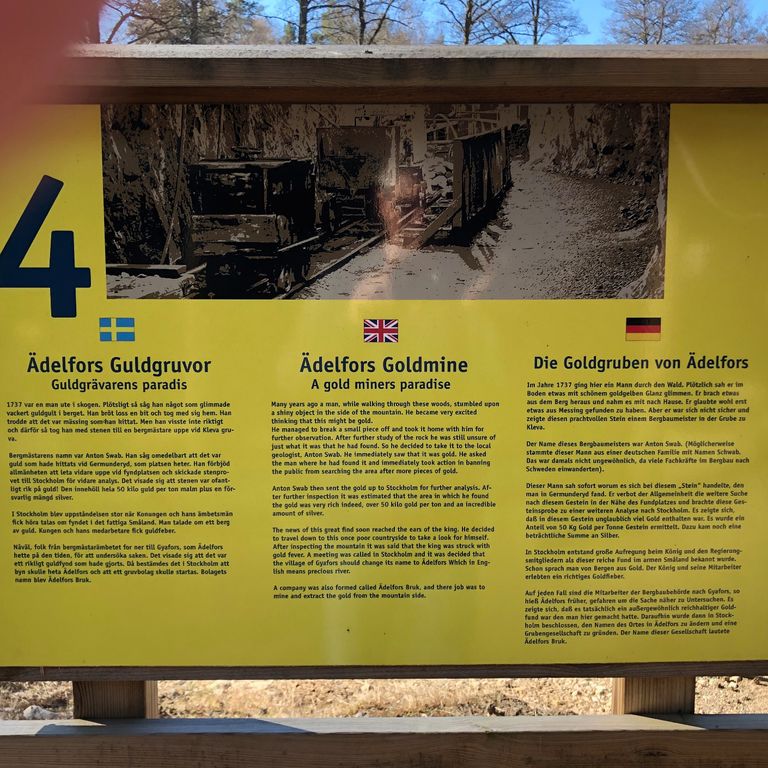 4
Ädelfors Guldgruvor
Guldgrävarens paradis
1737 var en man ute i skogen. Plötsligt så såg han något som glimmade
vackert guldgult i berget. Han bröt loss en bit och tog med sig hem. Han
trodde att det var mässing som han hittat. Men han visste inte riktigt
och därför så tog han med stenen till en bergmästare uppe vid Kleva gru-
va.
Bergmästarens namn var Anton Swab. Han såg omedelbart att det var
guld som hade hittats vid Germunderyd, som platsen heter. Han förbjöd
allmänheten att leta vidare uppe vid fyndplatsen och skickade stenpro-
vet till Stockholm för vidare analys. Det visade sig att stenen var ofant-
ligt rik på guld! Den innehöll hela 50 kilo guld per ton malm plus en för-
svarlig mängd silver.
I Stockholm blev uppståndelsen stor när Konungen och hans ämbetsmän
fick höra talas om fyndet i det fattiga Småland. Man talade om ett berg
av guld. Kungen och hans medarbetare fick guldfeber.
Nåväl, folk från bergmästarämbetet for ner till Gyafors, som Ädelfors
hette på den tiden, för att undersöka saken. Det visade sig att det var
ett riktigt guldfynd som hade gjorts. Då bestämdes det i Stockholm att
byn skulle heta Ädelfors och att ett gruvbolag skulle startas. Bolagets
namn blev Ädelfors Bruk.
Ädelfors Goldmine
A gold miners paradise
Many years ago a man, while walking through these woods, stumbled upon
a shiny object in the side of the mountain. He became very excited
thinking that this might be gold.
He managed to break a small piece off and took it home with him for
further observation. After further study of the rock he was still unsure of
just what it was that he had found. So he decided to take it to the local
geologist, Anton Swab. He immediately saw that it was gold. He asked
the man where he had found it and immediately took action in banning
the public from searching the area after more pieces of gold.
Anton Swab then sent the gold up to Stockholm for further analysis. Af-
ter further inspection it was estimated that the area in which he found
the gold was very rich indeed, over 50 kilo gold per ton and an incredible
amount of silver.
The news of this great find soon reached the ears of the king. He decided
to travel down to this once poor countryside to take a look for himself.
After inspecting the mountain it was said that the king was struck with
gold fever. A meeting was called in Stockholm and it was decided that
the village of Gyafors should change its name to Ädelfors Which in Eng-
lish means precious river.
A company was also formed called Ädelfors Bruk, and there job was to
mine and extract the gold from the mountain side.
Die Goldgruben von Ädelfors
Im Jahre 1737 ging hier ein Mann durch den Wald. Plötzlich sah er im
Boden etwas mit schönem goldgelben Glanz glimmen. Er brach etwas
aus dem Berg heraus und nahm es mit nach Hause. Er glaubte wohl erst
etwas aus Messing gefunden zu haben. Aber er war sich nicht sicher und
zeigte diesen prachtvollen Stein einem Bergbaumeister in der Grube zu
Kleva.
Der Name dieses Bergbaumeisters war Anton Swab. (Möglicherweise
stammte dieser Mann aus einer deutschen Familie mit Namen Schwab.
Das war damals nicht ungewöhnlich, da viele Fachkräfte im Bergbau nach
Schweden einwanderten).
Dieser Mann sah sofort worum es sich bei diesem „Stein" handelte, den
man in Germunderyd fand. Er verbot der Allgemeinheit die weitere Suche
nach diesem Gestein in der Nähe des Fundplatzes und brachte diese Ges-
teinsprobe zu einer weiteren Analyse nach Stockholm. Es zeigte sich,
daß in diesem Gestein unglaublich viel Gold enthalten war. Es wurde ein
Anteil von 50 Kg Gold per Tonne Gestein ermittelt. Dazu kam noch eine
beträchtliche Summe an Silber.
In Stockholm entstand große Aufregung beim König und den Regierung-
smitgliedern als dieser reiche Fund im armen Småland bekannt wurde.
Schon sprach man von Bergen aus Gold. Der König und seine Mitarbeiter
erlebten ein richtiges Goldfieber.
Auf jeden Fall sind die Mitarbeiter der Bergbaubehörde nach Gyafors, so
hieß Ädelfors früher, gefahren um die Sache näher zu Untersuchen. Es
zeigte sich, daß es tatsächlich ein außergewöhnlich reichhaltiger Gold-
fund war den man hier gemacht hatte. Daraufhin wurde dann in Stock-
holm beschlossen, den Namen des Ortes in Ädelfors zu ändern und eine
Grubengesellschaft zu gründen. Der Name dieser Gesellschaft lautete
Ädelfors Bruk.